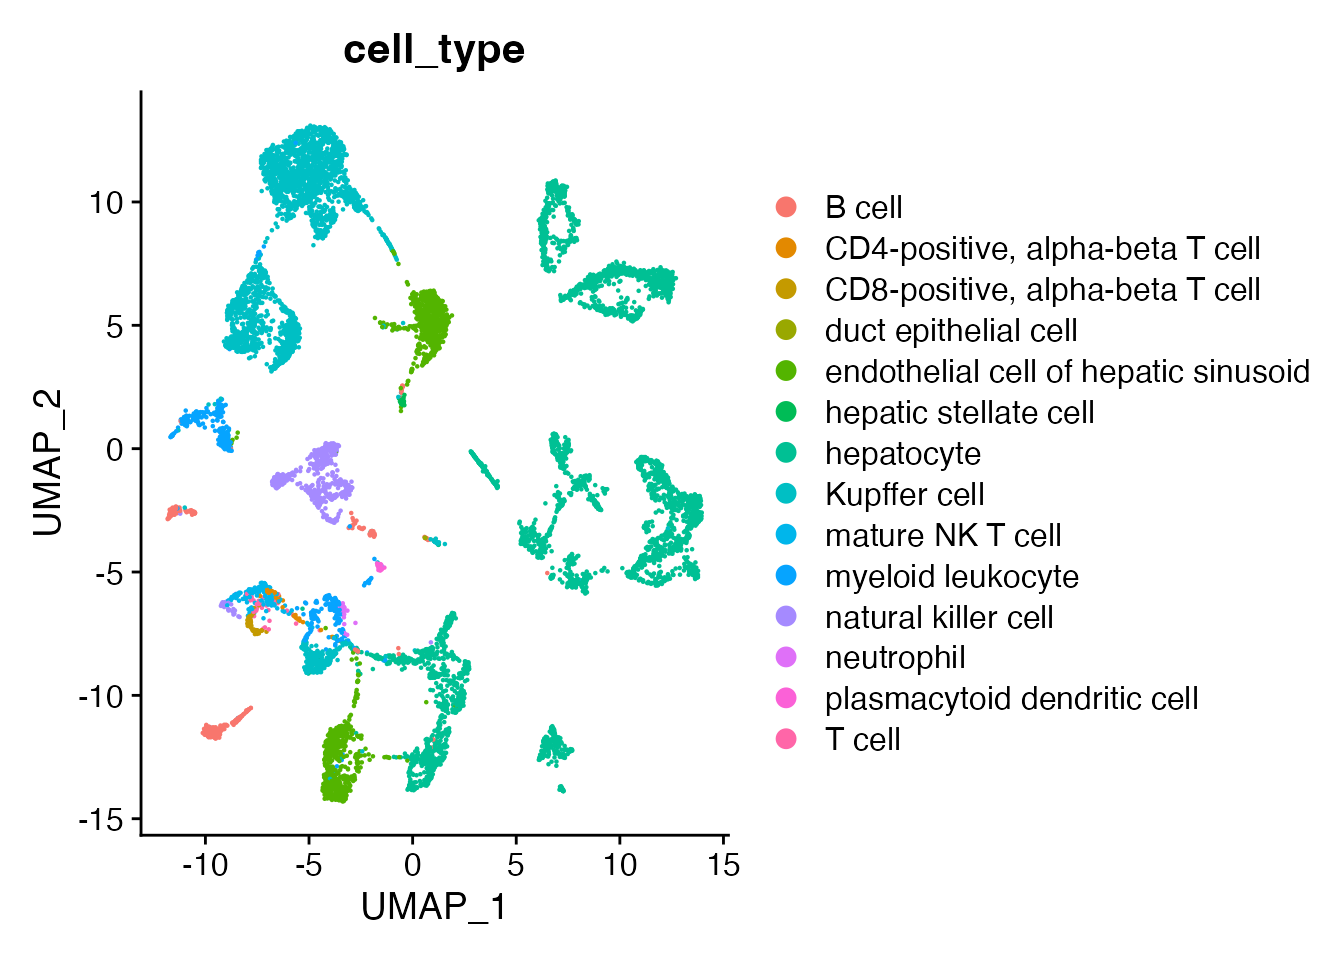 cell_type
10
5
0
-5
-10
-15
UMAP_2
-10
-5
0
5
10
15
UMAP_1
B cell
CD4-positive, alpha-beta T cell
CD8-positive, alpha-beta T cell
duct epithelial cell
endothelial cell of hepatic sinusoid
hepatic stellate cell
hepatocyte
Kupffer cell
mature NK T cell
myeloid leukocyte
natural killer cell
neutrophil
plasmacytoid dendritic cell
T cell